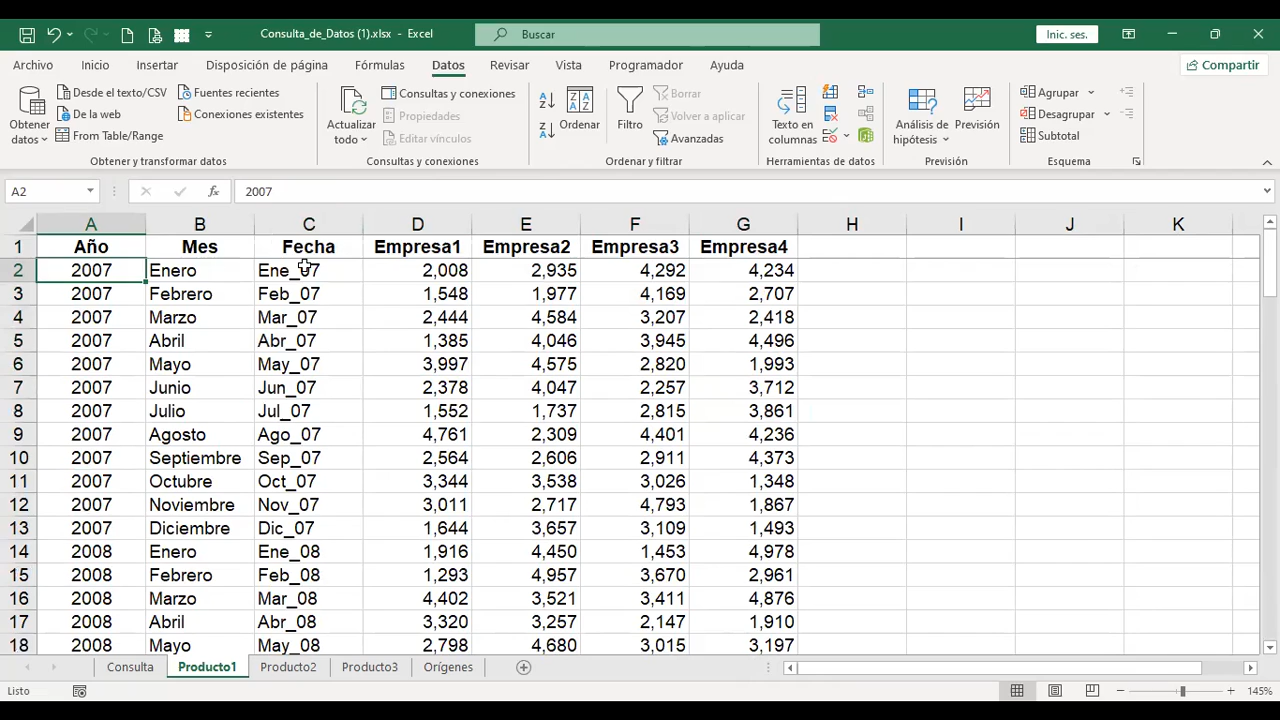 Consulta_de_Datos (1).xlsx - Excel
Buscar
Inic. ses.
Archivo Inicio Insertar Disposición de página Fórmulas Datos Revisar Vista Programador Ayuda Compartir
Obtener datos
Desde el texto/CSV
De la web
From Table/Range
Fuentes recientes
Conexiones existentes
Obtener y transformar datos
Actualizar todo
Consultas y conexiones
Propiedades
Editar vínculos
Consultas y conexiones
Ordenar
Filtro
Borrar
Volver a aplicar
Avanzadas
Ordenar y filtrar
Texto en columnas
Herramientas de datos
Análisis de hipótesis
Previsión
Previsión
Agrupar
Desagrupar
Subtotal
Esquema
A2 fx 2007
A B C D E F G H I J K
1 Año Mes Fecha Empresa1 Empresa2 Empresa3 Empresa4
2 2007 Enero Ene_07 2,008 2,935 4,292 4,234
3 2007 Febrero Feb_07 1,548 1,977 4,169 2,707
4 2007 Marzo Mar_07 2,444 4,584 3,207 2,418
5 2007 Abril Abr_07 1,385 4,046 3,945 4,496
6 2007 Mayo May_07 3,997 4,575 2,820 1,993
7 2007 Junio Jun_07 2,378 4,047 2,257 3,712
8 2007 Julio Jul_07 1,552 1,737 2,815 3,861
9 2007 Agosto Ago_07 4,761 2,309 4,401 4,236
10 2007 Septiembre Sep_07 2,564 2,606 2,911 4,373
11 2007 Octubre Oct_07 3,344 3,538 3,026 1,348
12 2007 Noviembre Nov_07 3,011 2,717 4,793 1,867
13 2007 Diciembre Dic_07 1,644 3,657 3,109 1,493
14 2008 Enero Ene_08 1,916 4,450 1,453 4,978
15 2008 Febrero Feb_08 1,293 4,957 3,670 2,961
16 2008 Marzo Mar_08 4,402 3,521 3,411 4,876
17 2008 Abril Abr_08 3,320 3,257 2,147 1,910
18 2008 Mayo May_08 2,798 4,680 3,015 3,197
Consulta Producto1 Producto2 Producto3 Orígenes
Listo
145%